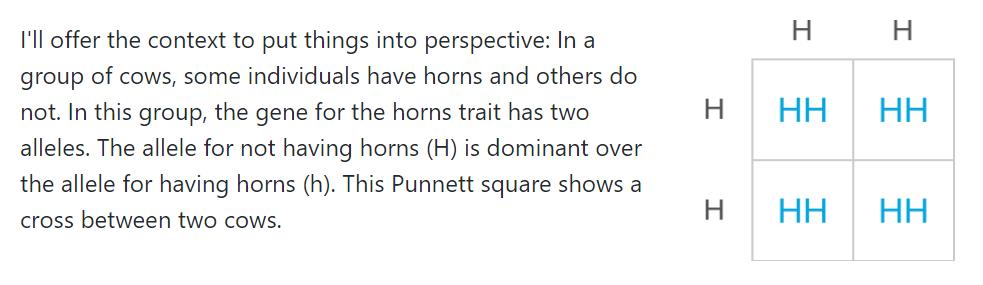 I'll offer the context to put things into perspective: In a
group of cows, some individuals have horns and others do
not. In this group, the gene for the horns trait has two
alleles. The allele for not having horns (H) is dominant over
the allele for having horns (h). This Punnett square shows a
cross between two cows.
H H
H HH HH
H HH HH